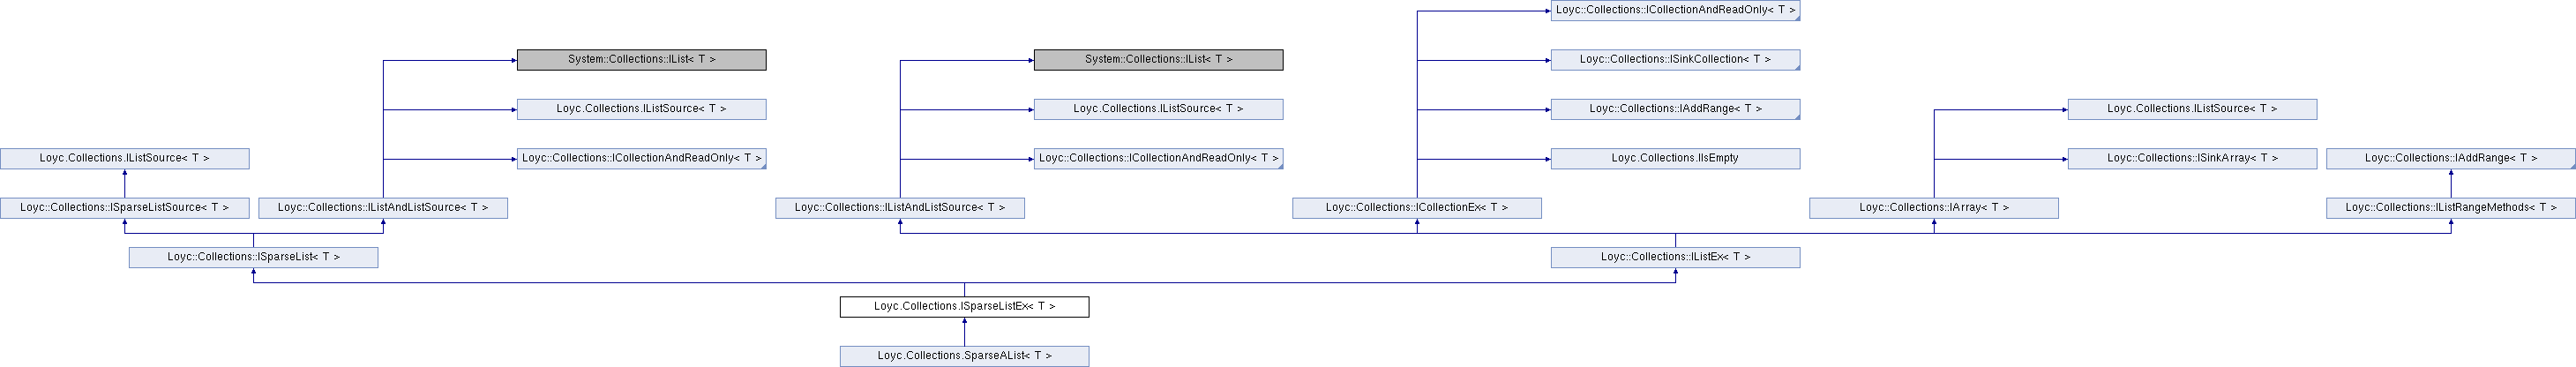 Loyc::Collections::ICollectionAndReadOnly< T >
System::Collections::IList< T >
System::Collections::IList< T >
Loyc::Collections::ISinkCollection< T >
Loyc.Collections.IListSource< T >
Loyc.Collections.IListSource< T >
Loyc::Collections::IAddRange< T >
Loyc.Collections.IListSource< T >
Loyc.Collections.IListSource< T >
Loyc::Collections::ICollectionAndReadOnly< T >
Loyc::Collections::ICollectionAndReadOnly< T >
Loyc.Collections.IIsEmpty
Loyc::Collections::ISinkArray< T >
Loyc::Collections::IAddRange< T >
Loyc::Collections::ISparseListSource< T >
Loyc::Collections::IListAndListSource< T >
Loyc::Collections::IListAndListSource< T >
Loyc::Collections::ICollectionEx< T >
Loyc::Collections::IArray< T >
Loyc::Collections::IListRangeMethods< T >
Loyc::Collections::ISparseList< T >
Loyc::Collections::IListEx< T >
Loyc.Collections.ISparseListEx< T >
Loyc.Collections.SparseAList< T >